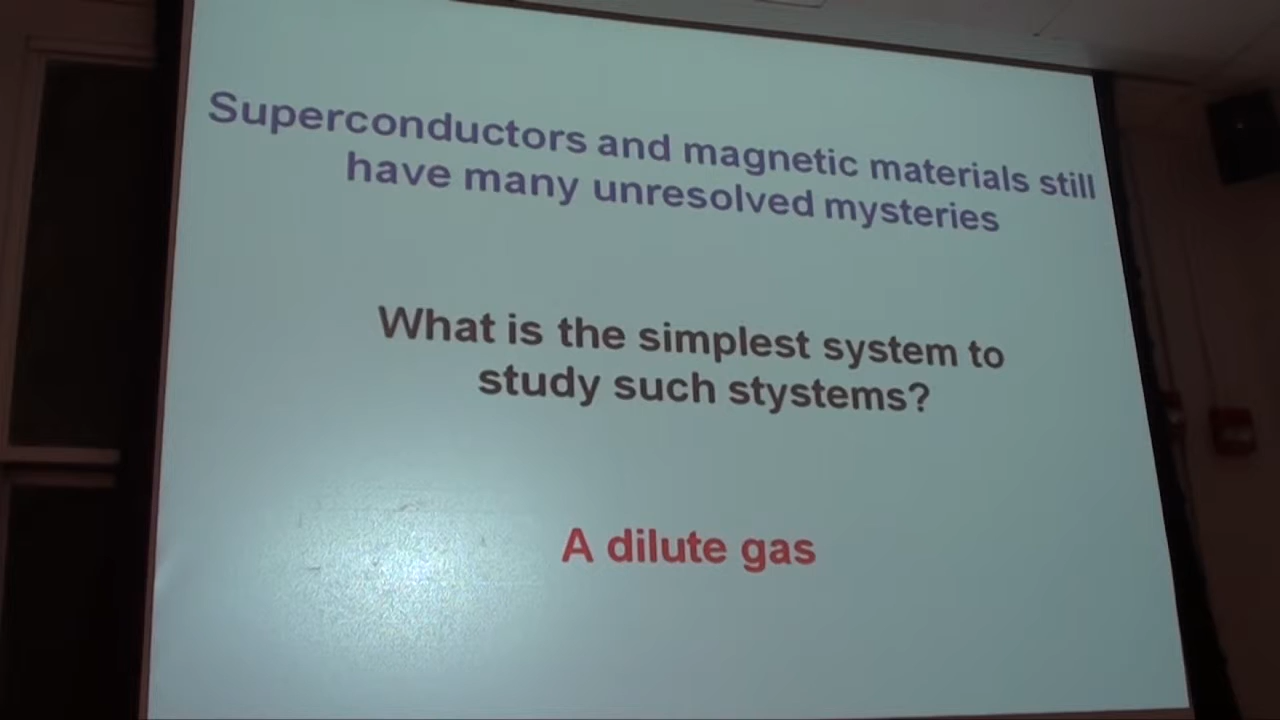 Superconductors and magnetic materials still
have many unresolved mysteries
What is the simplest system to
study such stystems?
A dilute gas